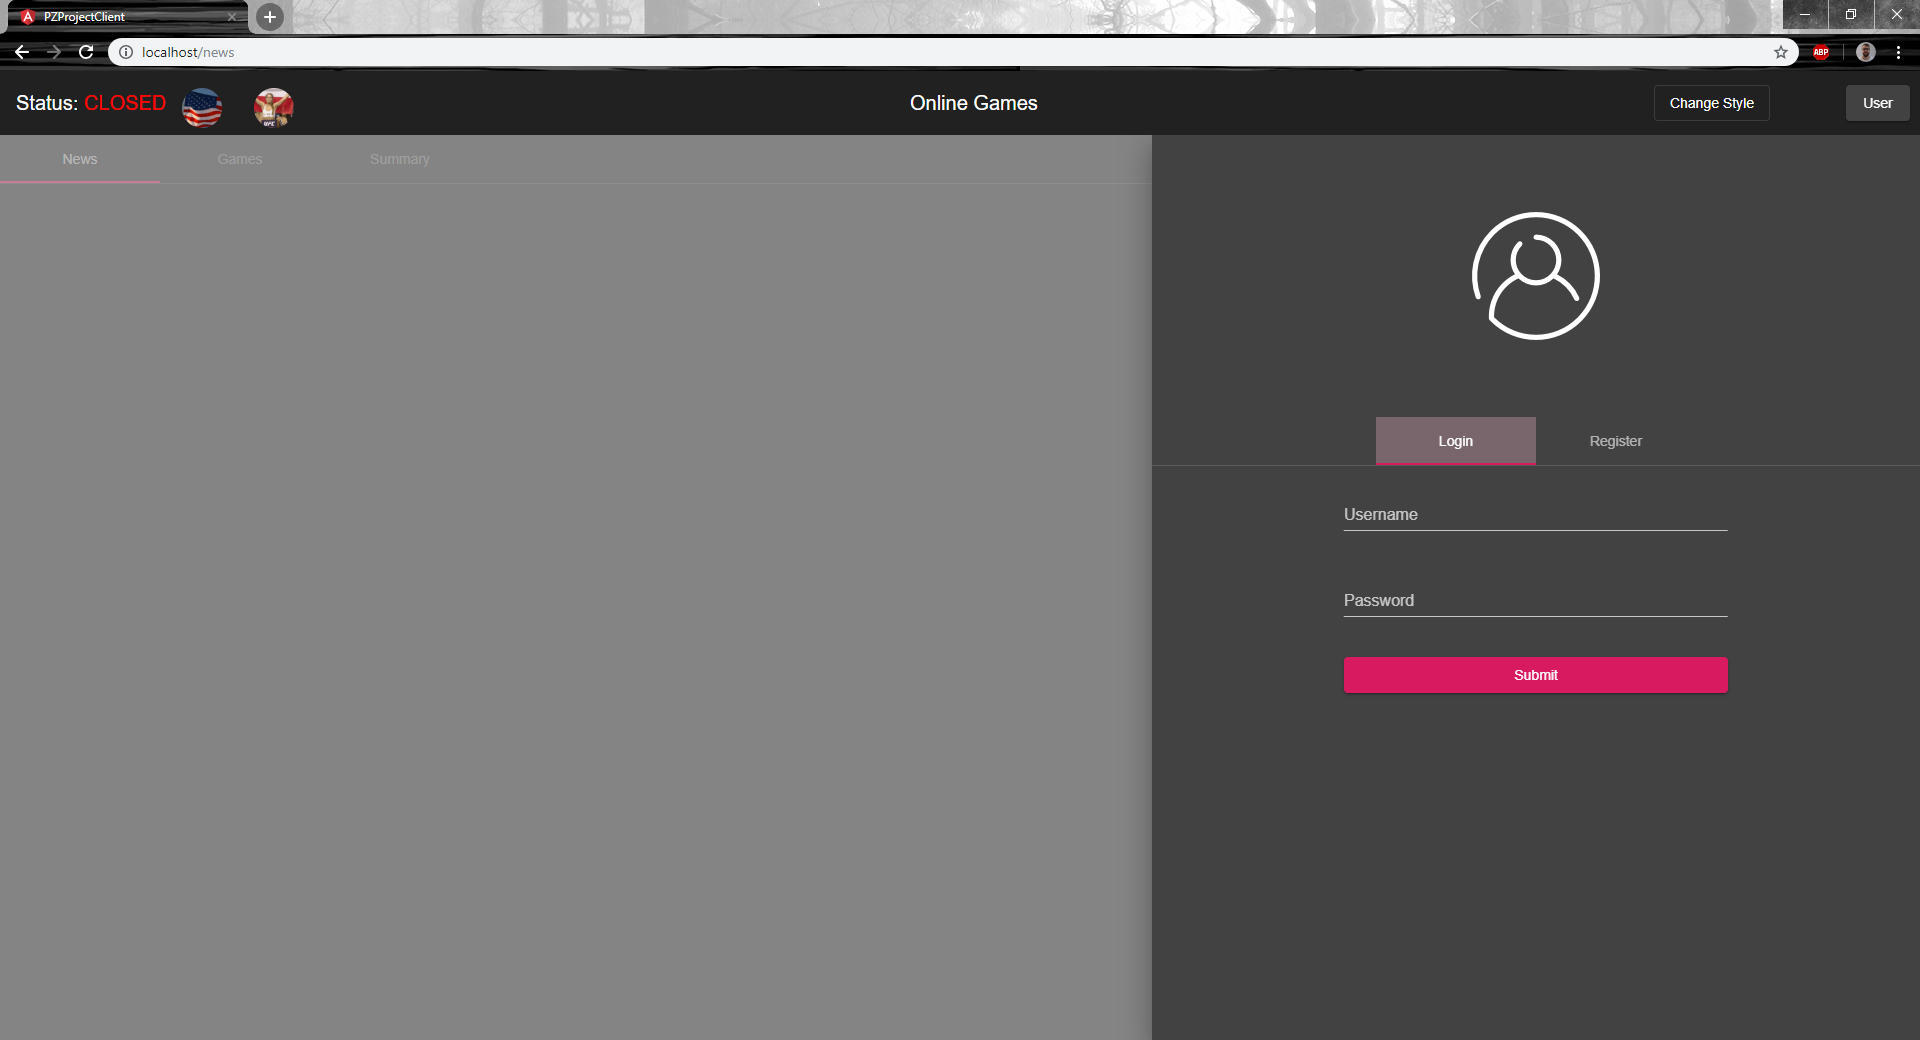 PZProjectClient
localhost/news
ABP
Status: CLOSED
UFC
Online Games
Change Style
User
News
Games
Summary
Login
Register
Username
Password
Submit